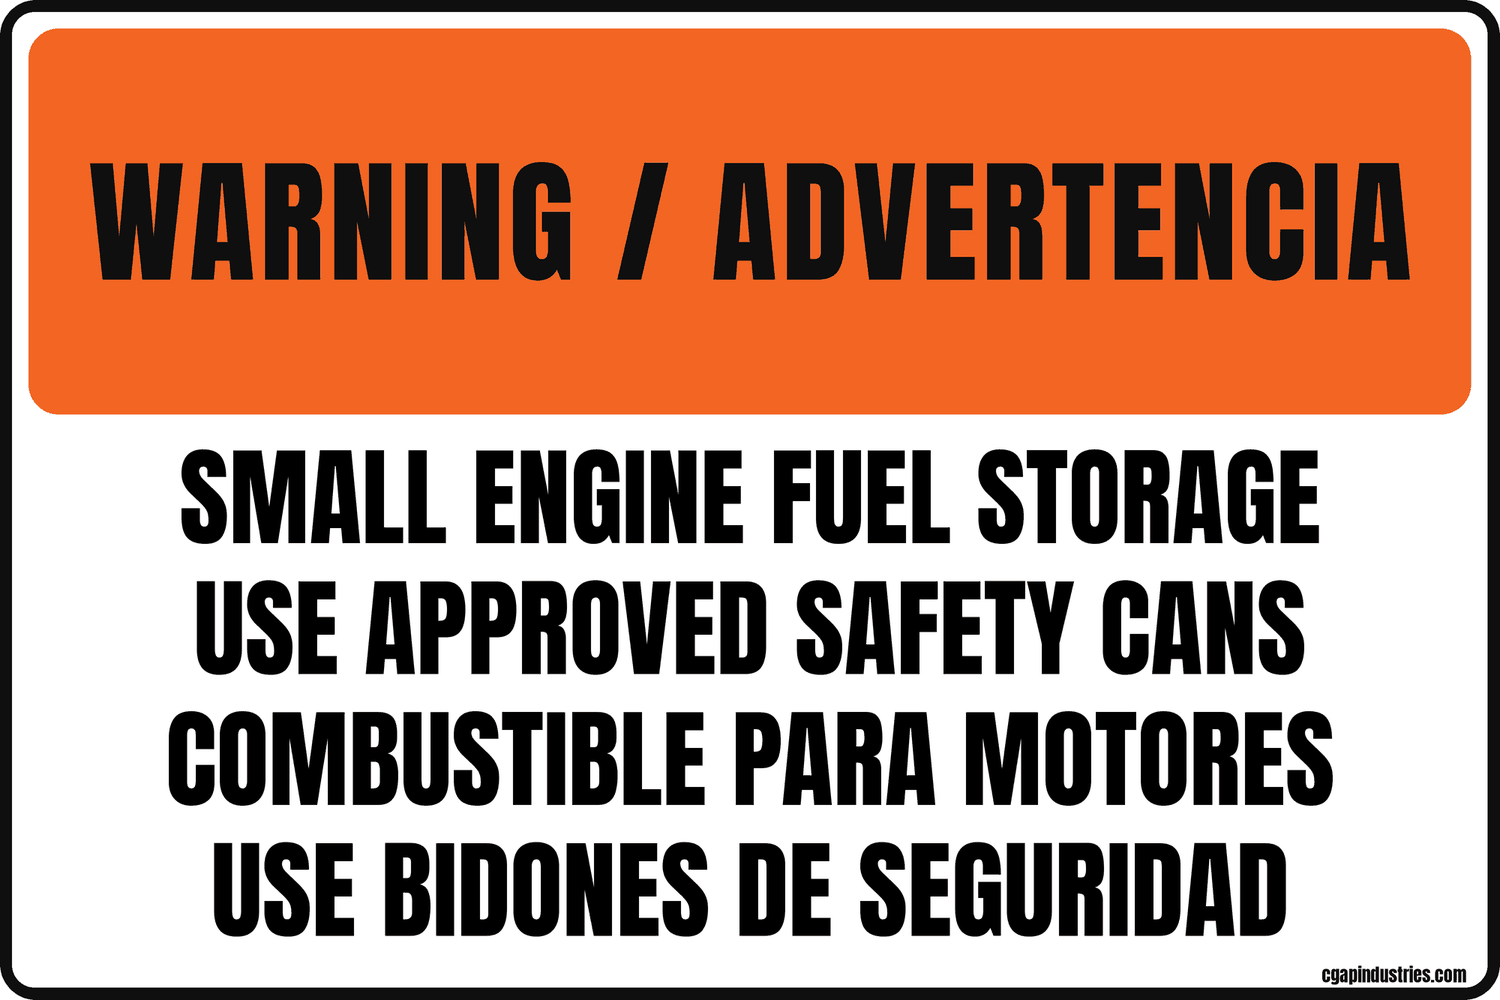 WARNING / ADVERTENCIA
SMALL ENGINE FUEL STORAGE
USE APPROVED SAFETY CANS
COMBUSTIBLE PARA MOTORES
USE BIDONES DE SEGURIDAD
cgapindustries.com